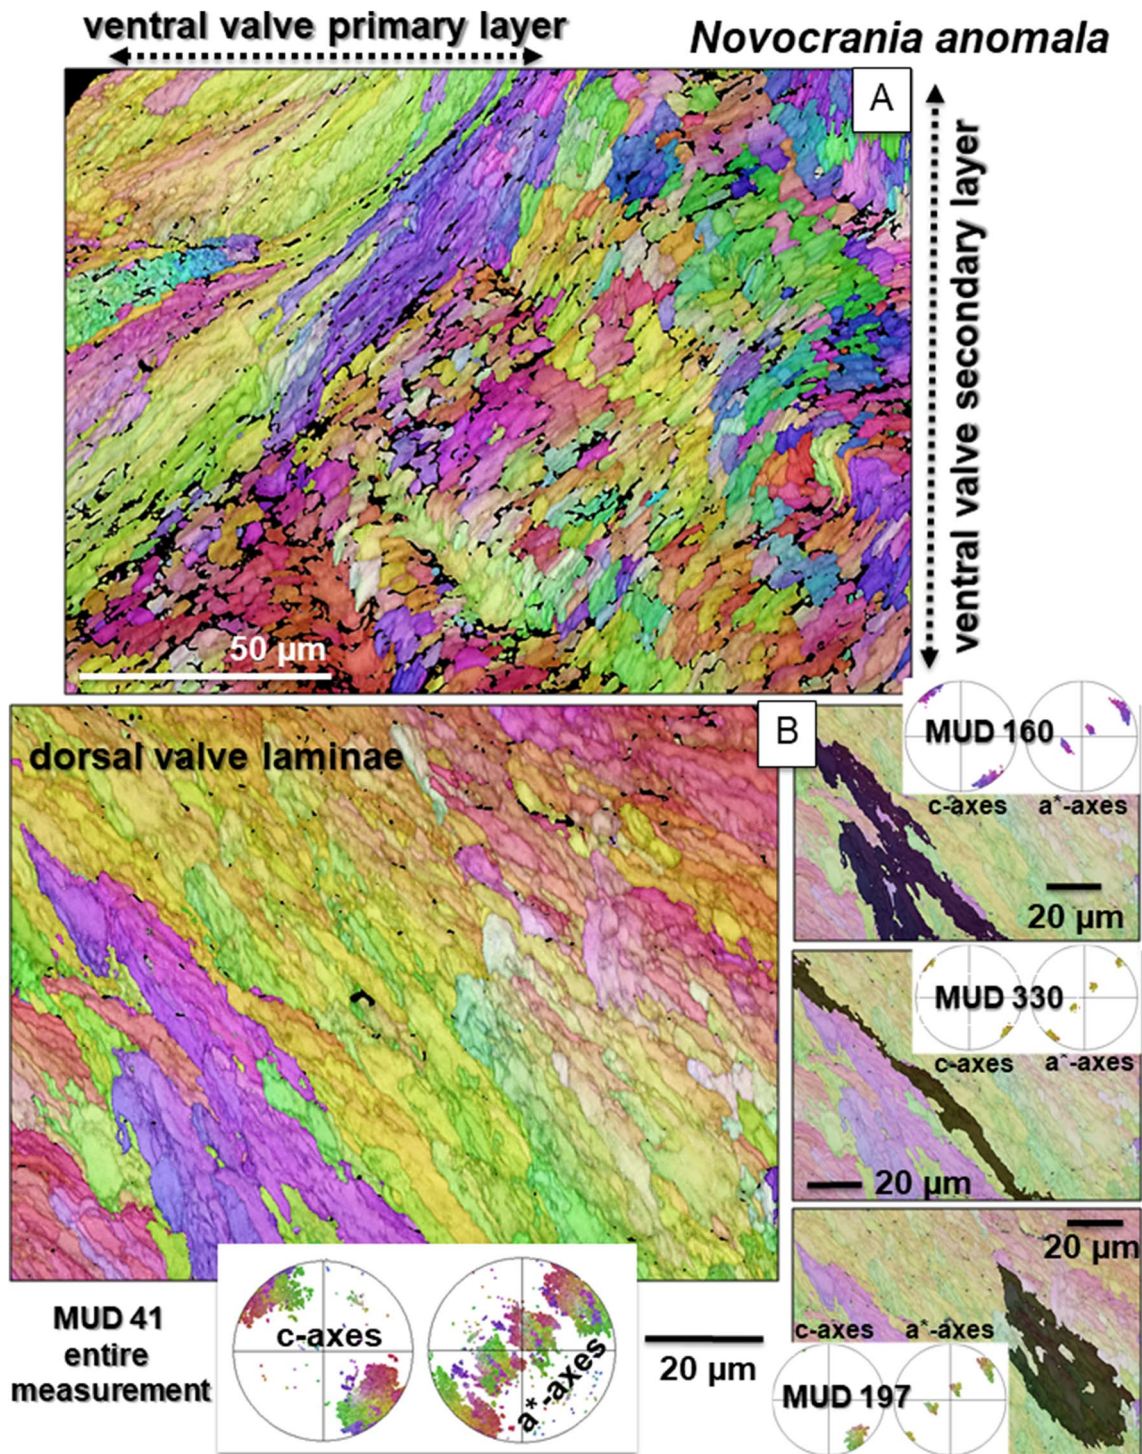 ventral valve primary layer
Novocrania anomala
A
ventral valve secondary layer
50 µm
dorsal valve laminae
B
MUD 160
c-axes a*-axes
20 µm
MUD 330
c-axes a*-axes
20 µm
20 µm
c-axes a*-axes
MUD 197
MUD 41
entire
measurement
c-axes
a*-axes
20 µm